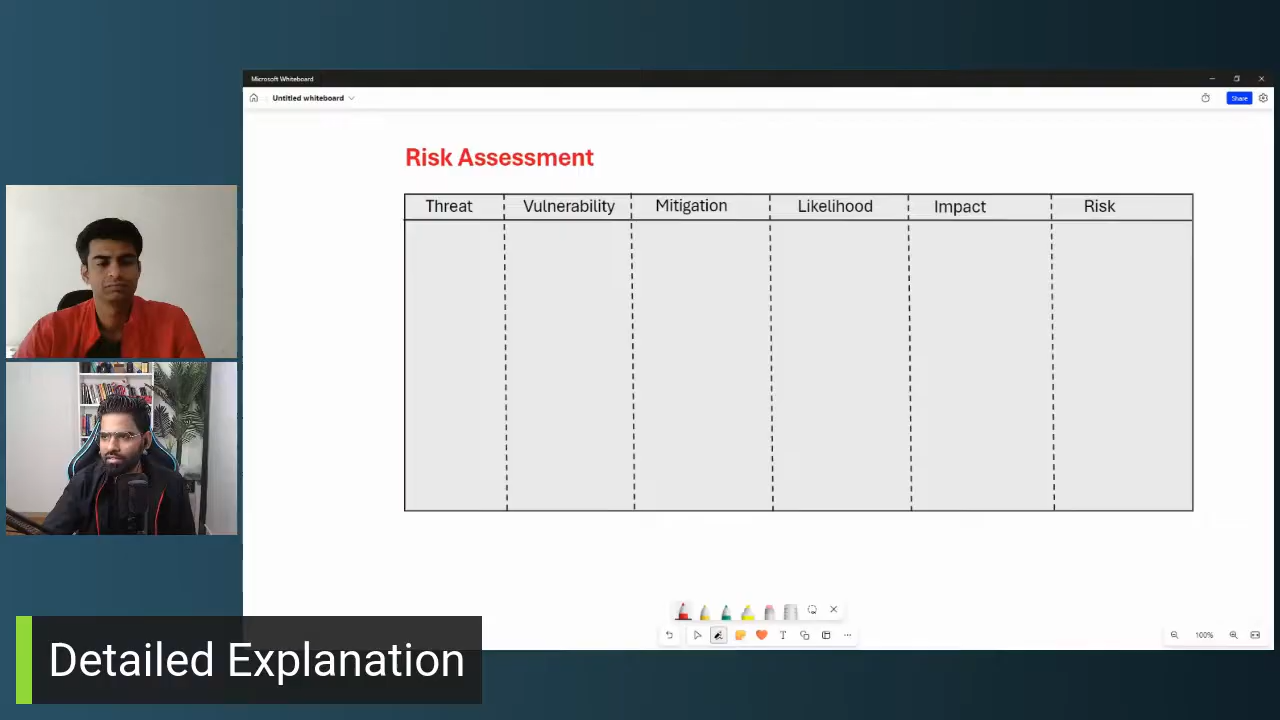 Microsoft Whiteboard
Untitled whiteboard
Share
Risk Assessment
Threat Vulnerability Mitigation Likelihood Impact Risk
100%
Detailed Explanation